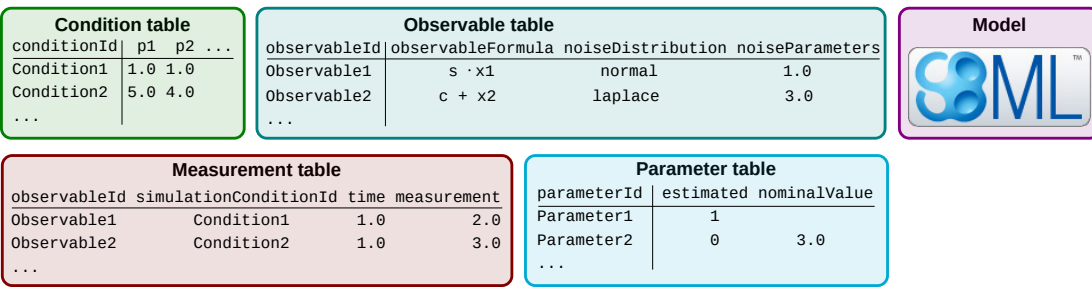 Condition table
conditionId p1 p2 ...
Condition1 1.0 1.0
Condition2 5.0 4.0
...
Observable table
observableId observableFormula noiseDistribution noiseParameters
Observable1 s · x1 normal 1.0
Observable2 c + x2 laplace 3.0
...
Model
SBML™
Measurement table
observableId simulationConditionId time measurement
Observable1 Condition1 1.0 2.0
Observable2 Condition2 1.0 3.0
...
Parameter table
parameterId estimated nominalValue
Parameter1 1
Parameter2 0 3.0
...